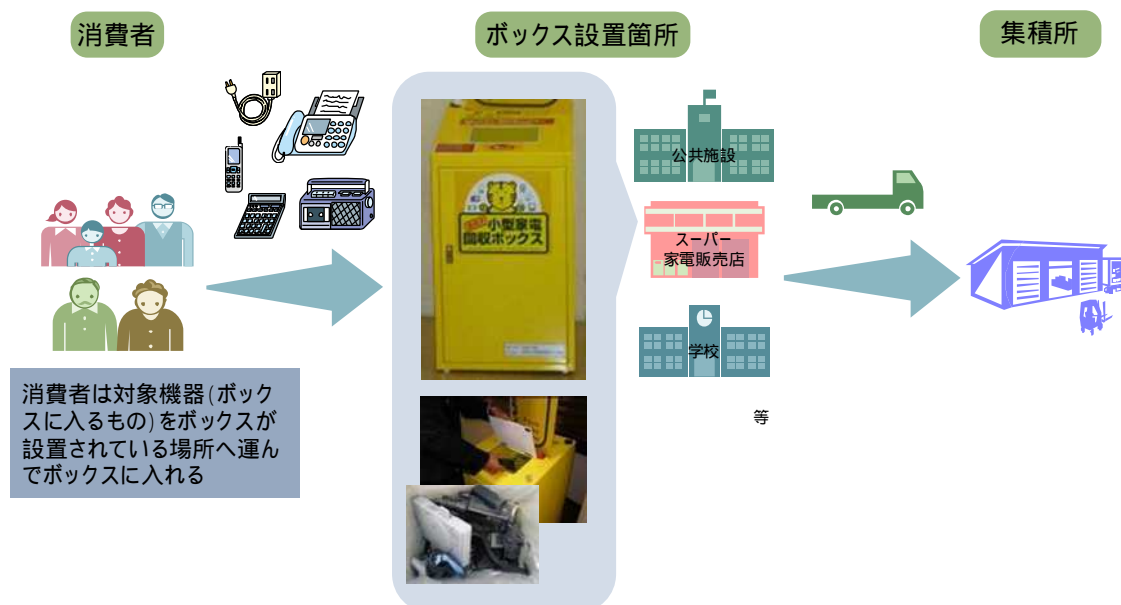 消費者
ボックス設置箇所
集積所
小型家電
回収ボックス
公共施設
スーパー
家電販売店
学校
等
消費者は対象機器(ボック
スに入るもの)をボックスが
設置されている場所へ運ん
でボックスに入れる